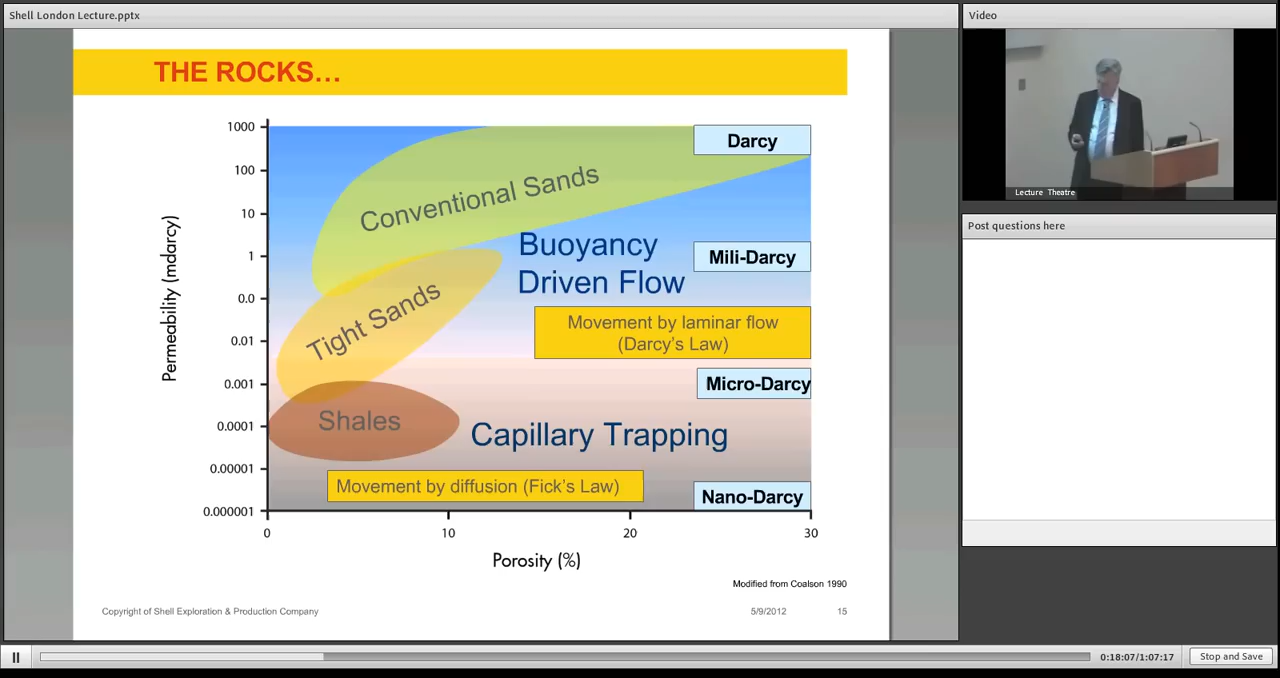 Shell London Lecture.pptx
Video
THE ROCKS...
Lecture Theatre
Post questions here
Permeability (mdarcy)
1000
100
10
1
0.0
0.01
0.001
0.0001
0.00001
0.000001
Conventional Sands
Tight Sands
Shales
Darcy
Buoyancy
Driven Flow
Mili-Darcy
Movement by laminar flow
(Darcy's Law)
Micro-Darcy
Capillary Trapping
Movement by diffusion (Fick's Law)
Nano-Darcy
0
10
20
30
Porosity (%)
Modified from Coalson 1990
Copyright of Shell Exploration & Production Company
5/9/2012
15
0:18:07/1:07:17
Stop and Save